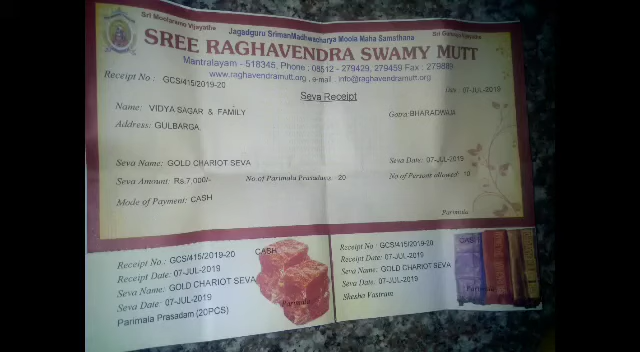 Sri Moolaramo Vijayathe
Sri Gururajo Vijayathe
Jagadguru SrimanMadhwacharya Moola Maha Samsthana
SREE RAGHAVENDRA SWAMY MUTT
Mantralayam - 518345, Phone : 08512 - 279429, 279459 Fax : 279889
www.raghavendramutt.org, e-mail : info@raghavendramutt.org
Receipt No : GCS/415/2019-20
Date : 07-JUL-2019
Seva Receipt
Name: VIDYA SAGAR & FAMILY
Gotra: BHARADWAJA
Address: GULBARGA
Seva Name: GOLD CHARIOT SEVA
Seva Date: 07-JUL-2019
Seva Amount: Rs.7,000/-
No.of Parimala Prasadam: 20
No of Person allowed: 10
Mode of Payment: CASH
Parimala
Receipt No : GCS/415/2019-20
CASH
Receipt Date: 07-JUL-2019
Seva Name: GOLD CHARIOT SEVA
Seva Date: 07-JUL-2019
Parimala
Parimala Prasadam (20PCS)
Receipt No : GCS/415/2019-20
CASH
Receipt Date: 07-JUL-2019
Seva Name: GOLD CHARIOT SEVA
Seva Date: 07-JUL-2019
Parimala
Shesha Vastram